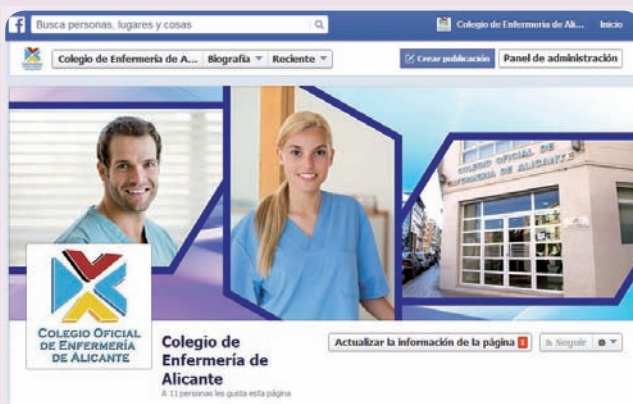 f Busca personas, lugares y cosas Colegio de Enfermería de Ali... Inicio
Colegio de Enfermería de A... Biografía Reciente Crear publicación Panel de administración
COLEGIO OFICIAL DE
ENFERMERÍA DE ALICANTE
COLEGIO OFICIAL
DE ENFERMERÍA
DE ALICANTE
Colegio de
Enfermería de
Alicante
A 11 personas les gusta esta página
Actualizar la información de la página 1 Seguir